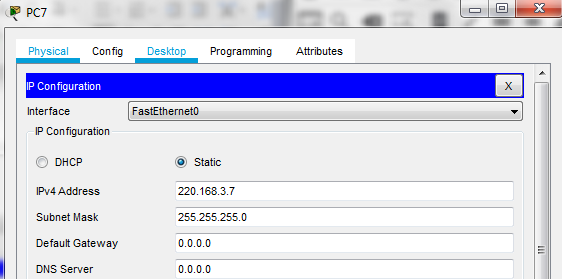 PC7
Physical Config Desktop Programming Attributes
IP Configuration X
Interface FastEthernet0
IP Configuration
DHCP Static
IPv4 Address 220.168.3.7
Subnet Mask 255.255.255.0
Default Gateway 0.0.0.0
DNS Server 0.0.0.0